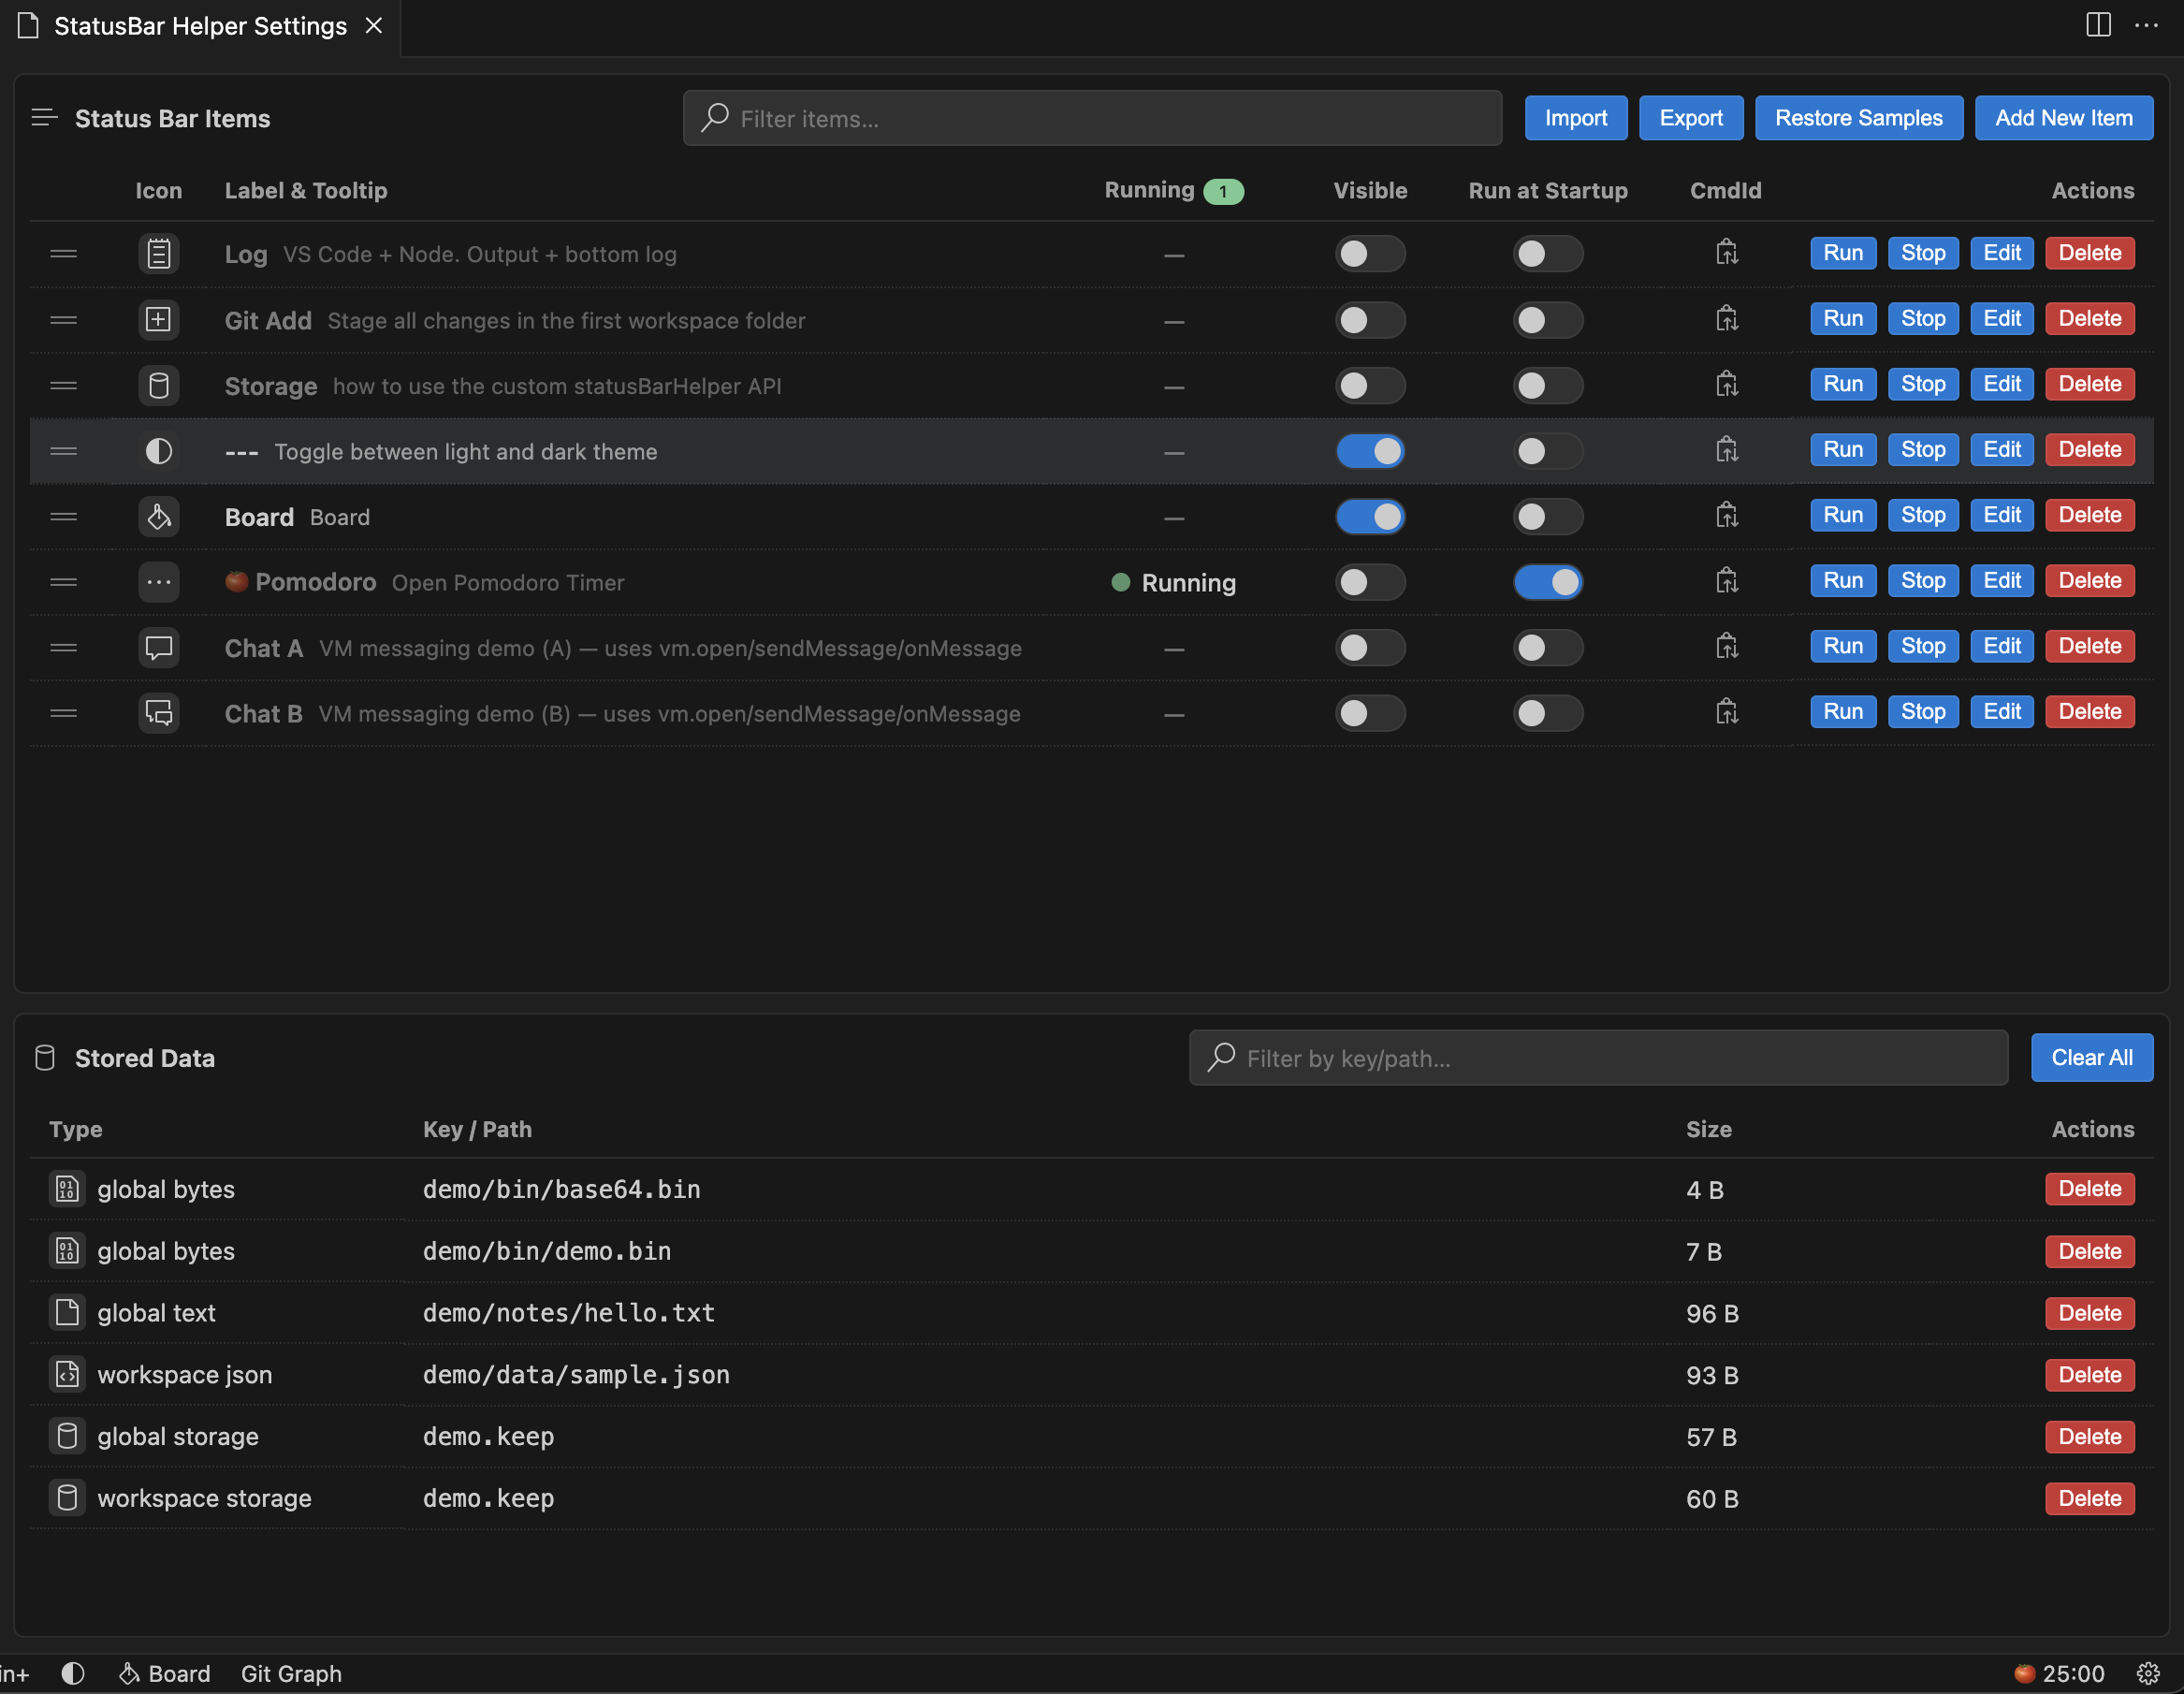 StatusBar Helper Settings
Status Bar Items
Filter items...
Import
Export
Restore Samples
Add New Item
Icon Label & Tooltip Running 1 Visible Run at Startup CmdId Actions
Log VS Code + Node. Output + bottom log — Run Stop Edit Delete
Git Add Stage all changes in the first workspace folder — Run Stop Edit Delete
Storage how to use the custom statusBarHelper API — Run Stop Edit Delete
--- Toggle between light and dark theme — Run Stop Edit Delete
Board Board — Run Stop Edit Delete
🍅 Pomodoro Open Pomodoro Timer Running Run Stop Edit Delete
Chat A VM messaging demo (A) — uses vm.open/sendMessage/onMessage — Run Stop Edit Delete
Chat B VM messaging demo (B) — uses vm.open/sendMessage/onMessage — Run Stop Edit Delete
Stored Data
Filter by key/path...
Clear All
Type Key / Path Size Actions
global bytes demo/bin/base64.bin 4 B Delete
global bytes demo/bin/demo.bin 7 B Delete
global text demo/notes/hello.txt 96 B Delete
workspace json demo/data/sample.json 93 B Delete
global storage demo.keep 57 B Delete
workspace storage demo.keep 60 B Delete
in+ Board Git Graph 🍅 25:00